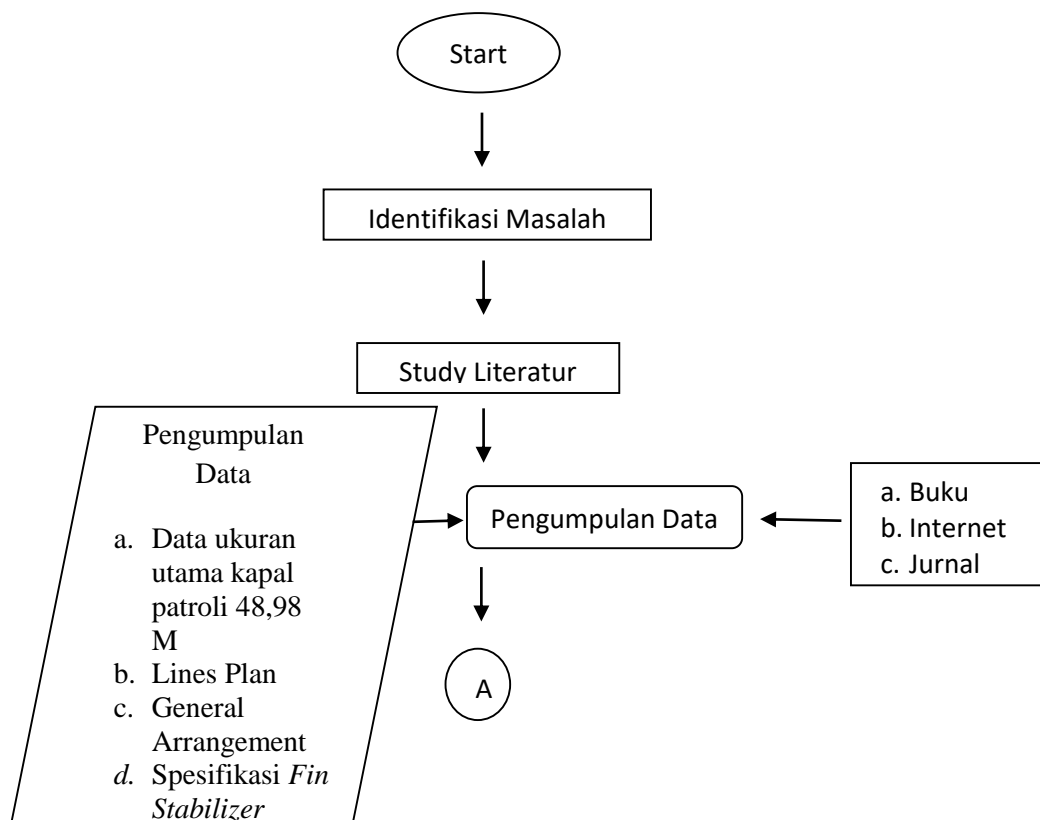 Start
Identifikasi Masalah
Study Literatur
Pengumpulan
Data
a. Data ukuran
utama kapal
patroli 48,98
M
b. Lines Plan
c. General
Arrangement
d. Spesifikasi Fin
Stabilizer
Pengumpulan Data
a. Buku
b. Internet
c. Jurnal
A